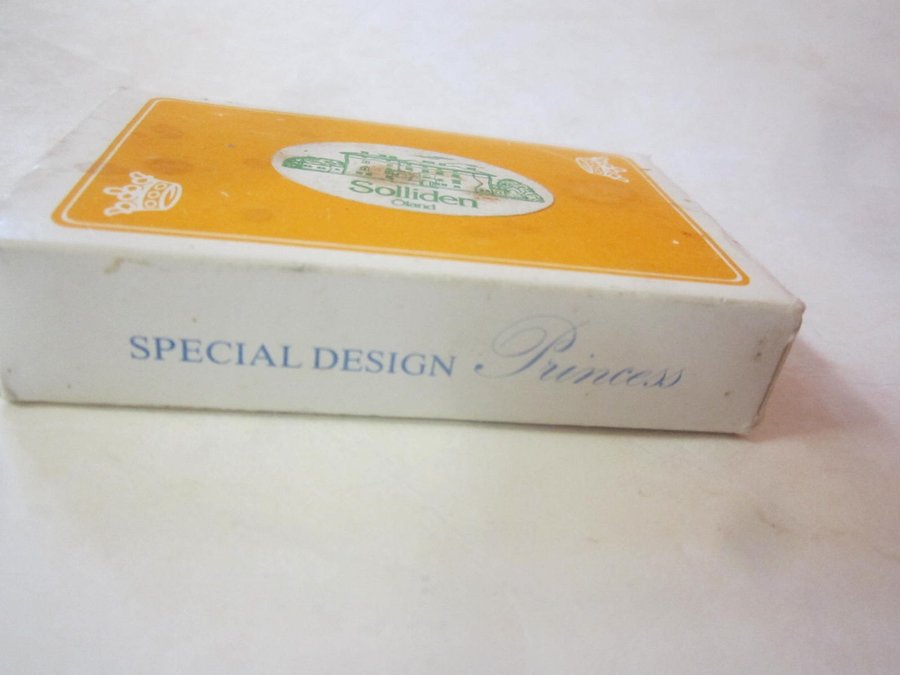 Solliden
Öland
SPECIAL DESIGN Princess